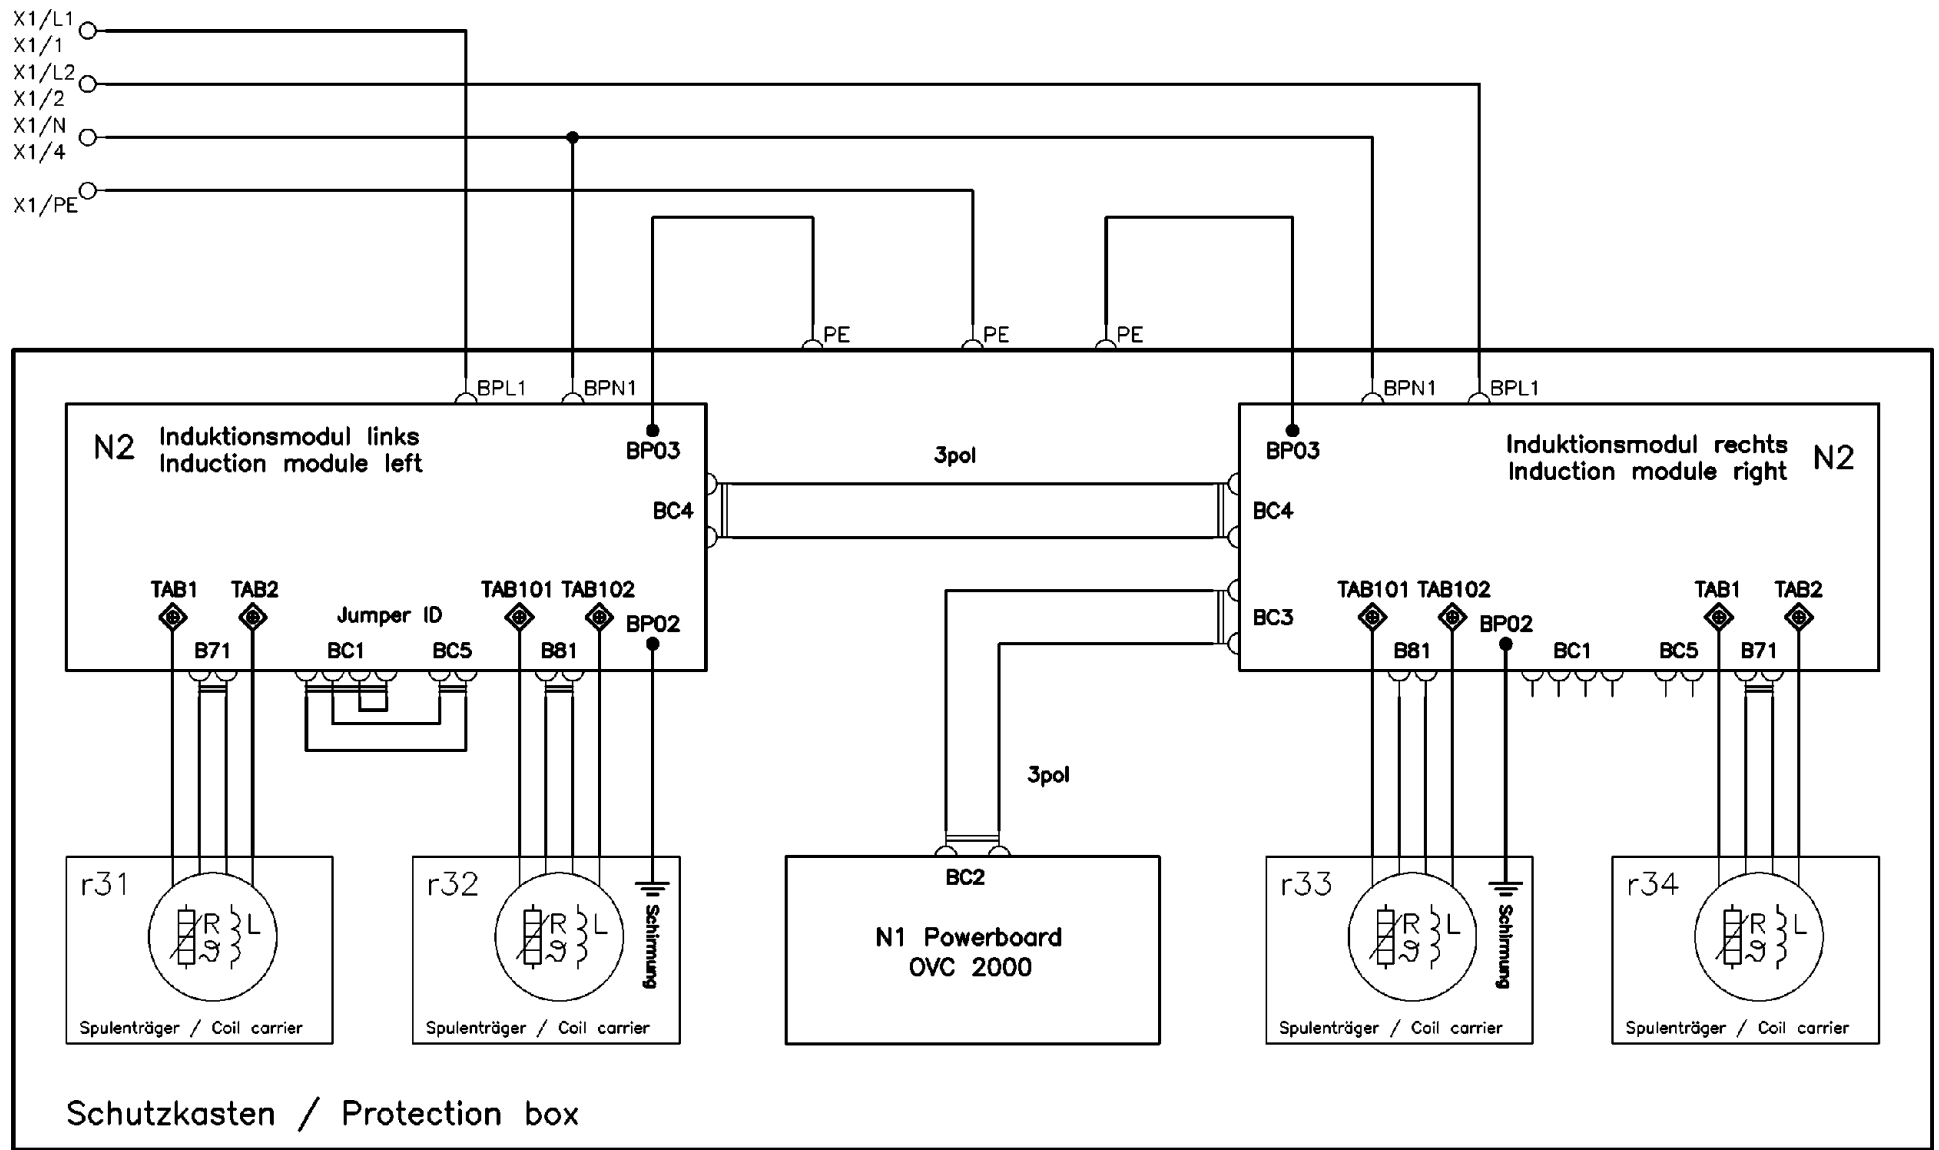 X1/L1
X1/1
X1/L2
X1/2
X1/N
X1/4
X1/PE
PE
PE
PE
BPL1
BPN1
BPN1
BPL1
N2
Induktionsmodul links
Induction module left
BP03
3pol
BP03
Induktionsmodul rechts
Induction module right
N2
BC4
BC4
TAB1
TAB2
Jumper ID
TAB101
TAB102
BP02
BC3
TAB101
TAB102
BP02
TAB1
TAB2
B71
BC1
BC5
B81
B81
BC1
BC5
B71
3pol
r31
R
ϑ
L
Spulenträger / Coil carrier
r32
R
ϑ
L
Schirmung
Spulenträger / Coil carrier
BC2
N1 Powerboard
OVC 2000
r33
R
ϑ
L
Schirmung
Spulenträger / Coil carrier
r34
R
ϑ
L
Spulenträger / Coil carrier
Schutzkasten / Protection box